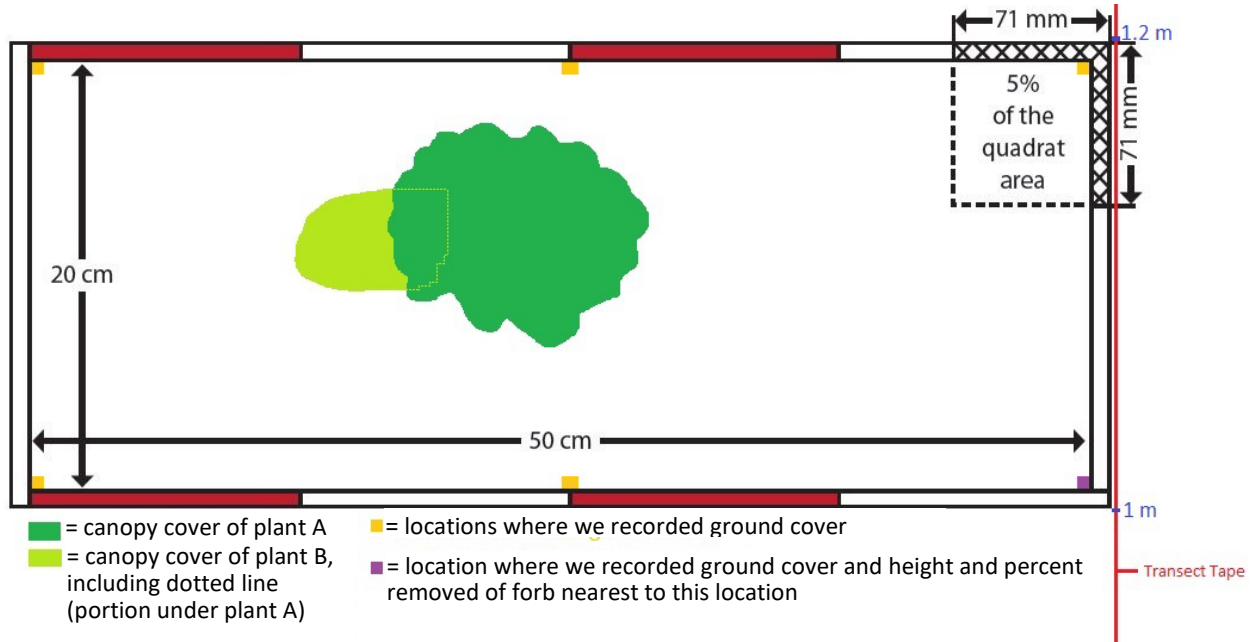 71 mm
1.2 m
5%
of the
quadrat
area
71 mm
20 cm
50 cm
1 m
= canopy cover of plant A
= canopy cover of plant B,
including dotted line
(portion under plant A)
= locations where we recorded ground cover
= location where we recorded ground cover and height and percent
removed of forb nearest to this location
Transect Tape